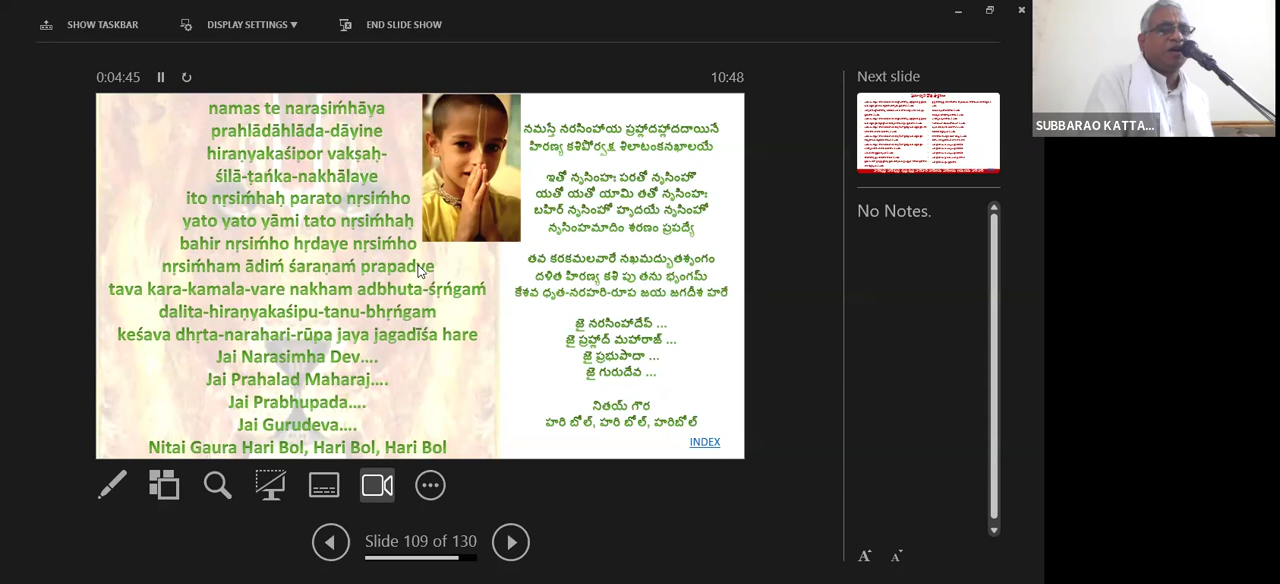 SHOW TASKBAR
DISPLAY SETTINGS ▼
END SLIDE SHOW
0:04:45
10:48
namas te narasiṁhāya
prahlādāhlāda-dāyine
hiraṇyakaśipor vakṣaḥ-
śilā-ṭaṅka-nakhālaye
ito nṛsiṁhaḥ parato nṛsiṁho
yato yato yāmi tato nṛsiṁhaḥ
bahir nṛsiṁho hṛdaye nṛsiṁho
nṛsiṁham ādiṁ śaraṇaṁ prapadye
tava kara-kamala-vare nakham adbhuta-śṛṅgaṁ
dalita-hiraṇyakaśipu-tanu-bhṛṅgam
keśava dhṛta-narahari-rūpa jaya jagadīśa hare
Jai Narasimha Dev....
Jai Prahalad Maharaj....
Jai Prabhupada....
Jai Gurudeva....
Nitai Gaura Hari Bol, Hari Bol, Hari Bol
నమస్తే నరసింహాయ ప్రహ్లాదహ్లాదదాయినే
హిరణ్య కశిపోర్వక్ష శిలాటంకనఖాలయే
ఇతో నృసింహః పరతో నృసింహో
యతో యతో యామి తతో నృసింహః
బహిర్ నృసింహో హృదయే నృసింహో
నృసింహమాదిం శరణం ప్రపద్యే
తవ కరకమలవారే నఖమద్భుతశృంగం
దళిత హిరణ్య కశి పు తను భృంగమ్
కేశవ ధృత-నరహరి-రూప జయ జగదీశ హరే
జై నరసింహాదేవ్ ...
జై ప్రహ్లాద్ మహారాజ్ ...
జై ప్రభుపాదా ...
జై గురుదేవ ...
నితయ్ గౌర
హరి బోల్, హరి బోల్, హరిబోల్
INDEX
Slide 109 of 130
Next slide
No Notes.
A A
SUBBARAO KATTA...